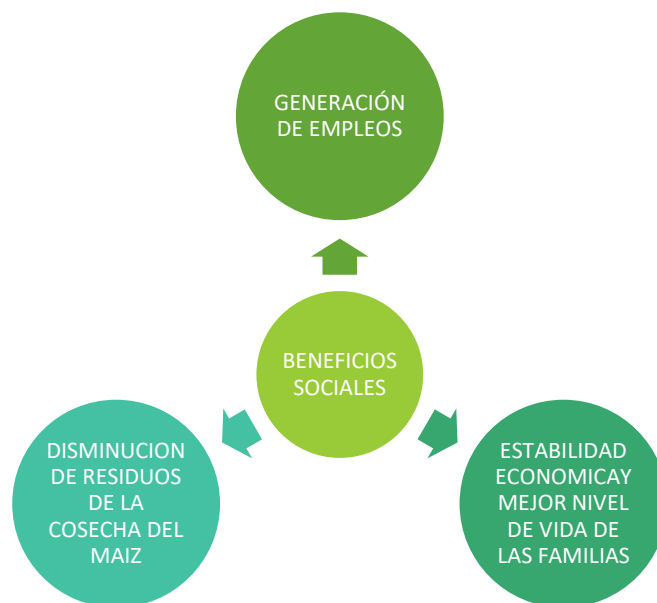 GENERACIÓN
DE EMPLEOS
BENEFICIOS
SOCIALES
DISMINUCION
DE RESIDUOS
DE LA
COSECHA DEL
MAIZ
ESTABILIDAD
ECONOMICAY
MEJOR NIVEL
DE VIDA DE
LAS FAMILIAS